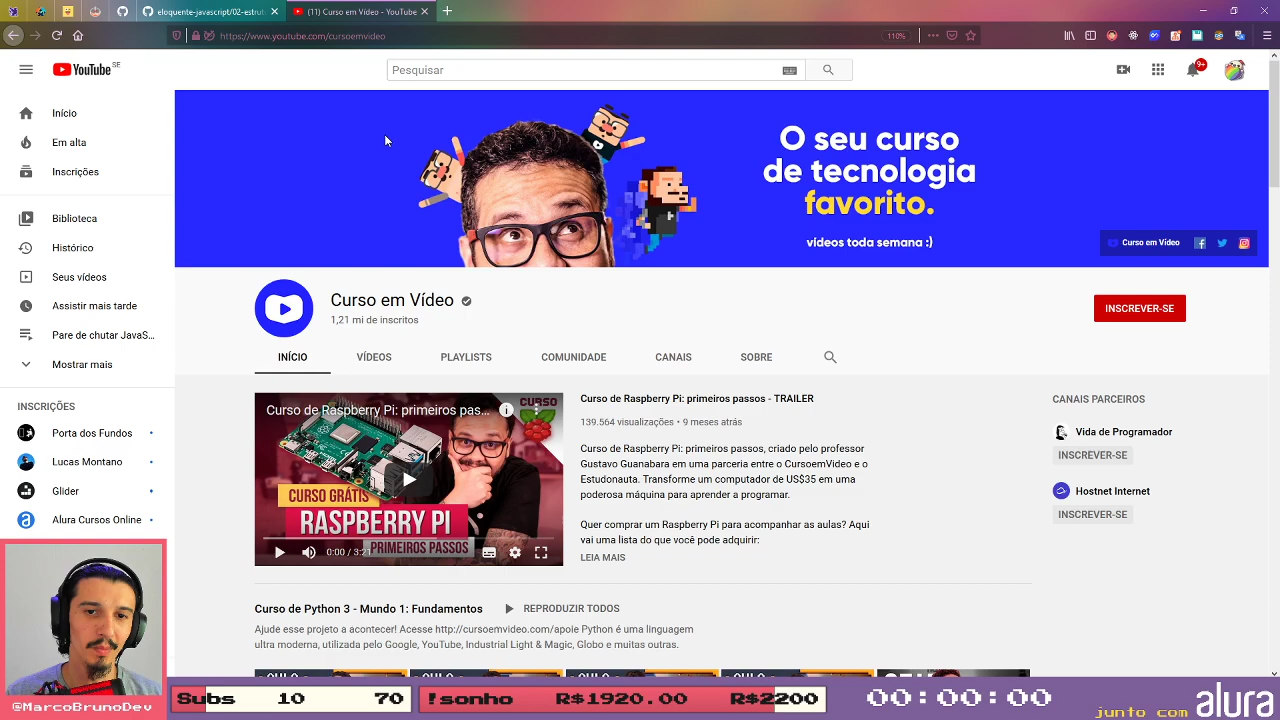 eloquente-javascript/02-estrut
(11) Curso em Vídeo - YouTube
https://www.youtube.com/cursoemvideo
110%
YouTube SE
Pesquisar
9+
Início
Em alta
Inscrições
Biblioteca
Histórico
Seus vídeos
Assistir mais tarde
Pare de chutar JavaS...
Mostrar mais
INSCRIÇÕES
Porta dos Fundos
Lucas Montano
Glider
Alura Cursos Online
O seu curso
de tecnologia
favorito.
vídeos toda semana :)
Curso em Vídeo
Curso em Vídeo
1,21 mi de inscritos
INSCREVER-SE
INÍCIO
VÍDEOS
PLAYLISTS
COMUNIDADE
CANAIS
SOBRE
Curso de Raspberry Pi: primeiros pas...
CURSO
CURSO GRÁTIS
RASPBERRY PI
PRIMEIROS PASSOS
0:00 / 3:21
Curso de Raspberry Pi: primeiros passos - TRAILER
139.564 visualizações • 9 meses atrás
Curso de Raspberry Pi: primeiros passos, criado pelo professor
Gustavo Guanabara em uma parceria entre o CursoemVideo e o
Estudonauta. Transforme um computador de US$35 em uma
poderosa máquina para aprender a programar.
Quer comprar um Raspberry Pi para acompanhar as aulas? Aqui
vai uma lista do que você pode adquirir:
LEIA MAIS
CANAIS PARCEIROS
Vida de Programador
INSCREVER-SE
Hostnet Internet
INSCREVER-SE
Curso de Python 3 - Mundo 1: Fundamentos
REPRODUZIR TODOS
Ajude esse projeto a acontecer! Acesse http://cursoemvideo.com/apoie Python é uma linguagem
ultra moderna, utilizada pelo Google, YouTube, Industrial Light & Magic, Globo e muitas outras.
@MarcoBrunoDev
Subs 10 70
!sonho R$1920.00 R$2200
00:00:00
junto com alura